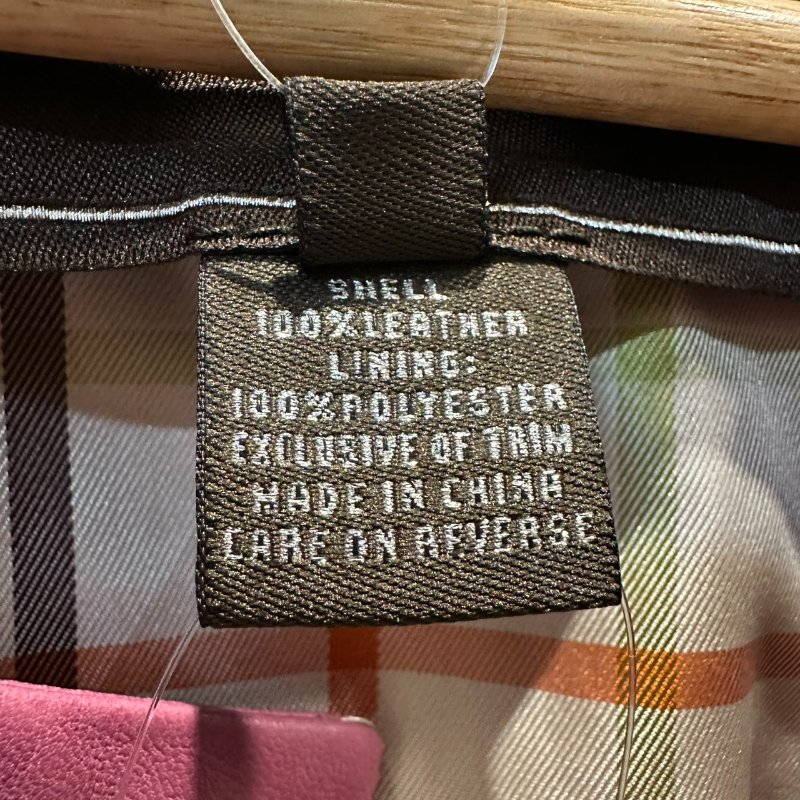 SHELL
100%LEATHER
LINING:
100%POLYESTER
EXCLUSIVE OF TRIM
MADE IN CHINA
CARE ON REVERSE